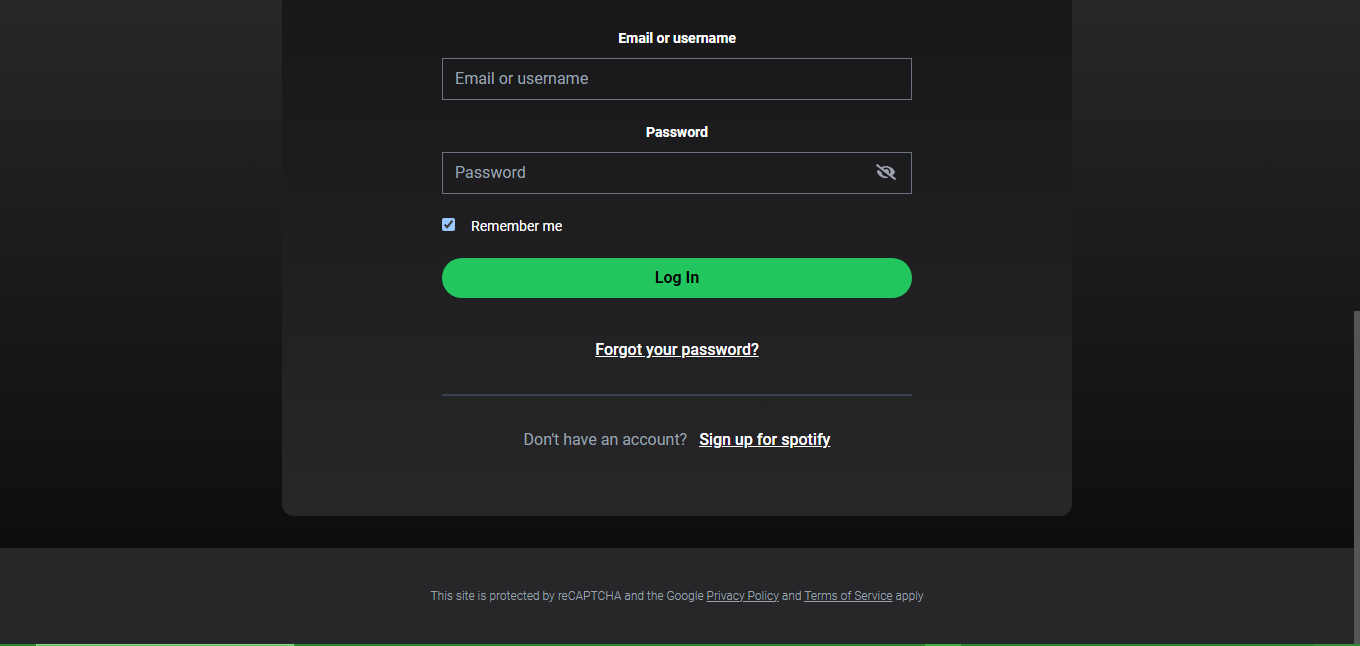 Email or username
Email or username
Password
Password
Remember me
Log In
Forgot your password?
Don't have an account? Sign up for spotify
This site is protected by reCAPTCHA and the Google Privacy Policy and Terms of Service apply